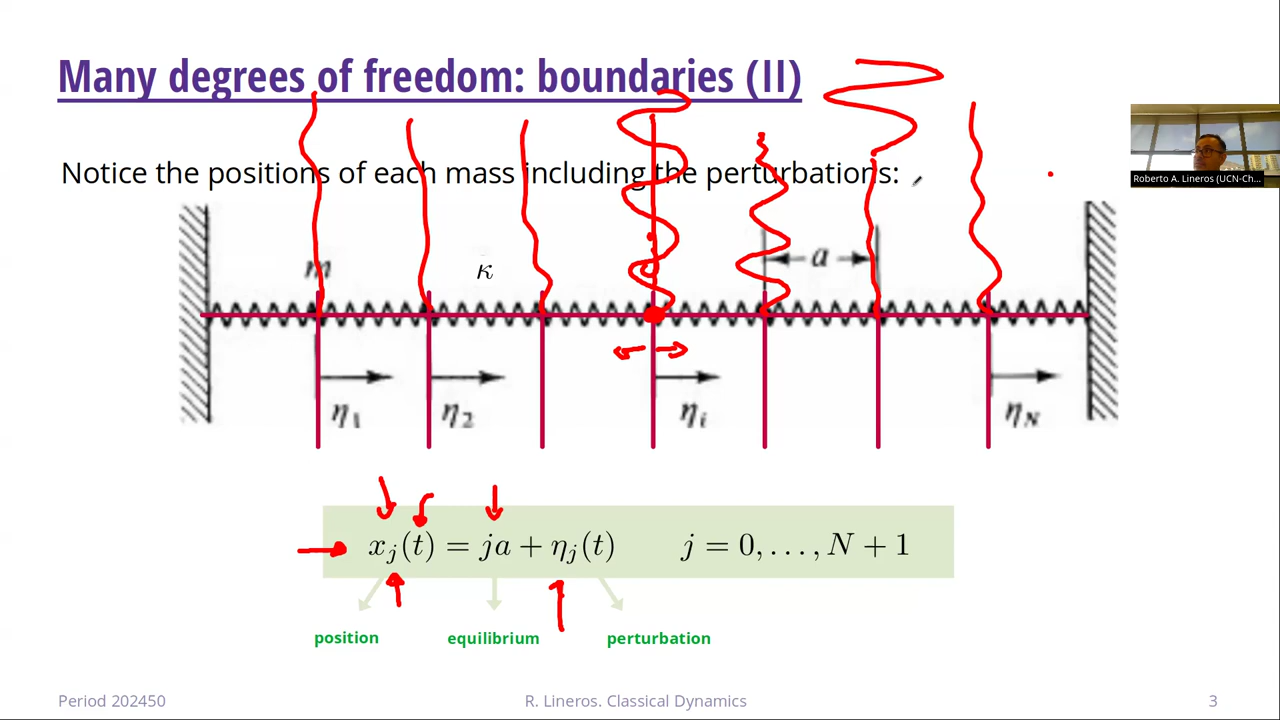 Many degrees of freedom: boundaries (II)
Notice the positions of each mass including the perturbations:
Roberto A. Lineros (UCN-Ch...
m κ a
η₁ η₂ ηᵢ η_N
xⱼ(t) = ja + ηⱼ(t) j = 0, . . . , N + 1
position equilibrium perturbation
Period 202450 R. Lineros. Classical Dynamics 3